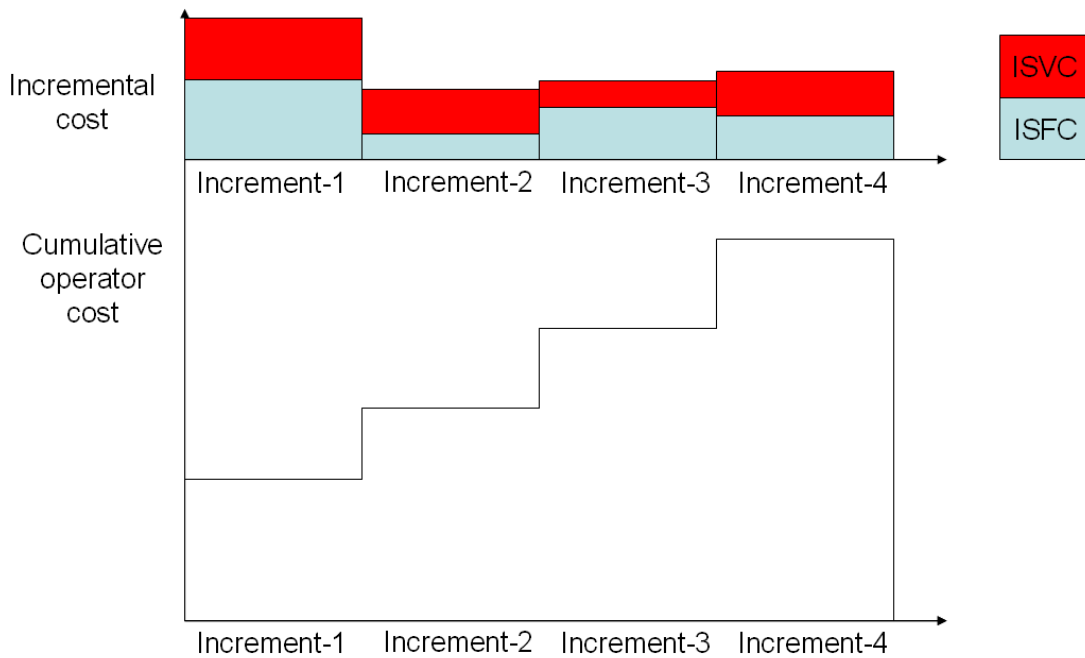 ISVC
Incremental
cost
ISFC
Increment-1
Increment-2
Increment-3
Increment-4
Cumulative
operator
cost
Increment-1
Increment-2
Increment-3
Increment-4